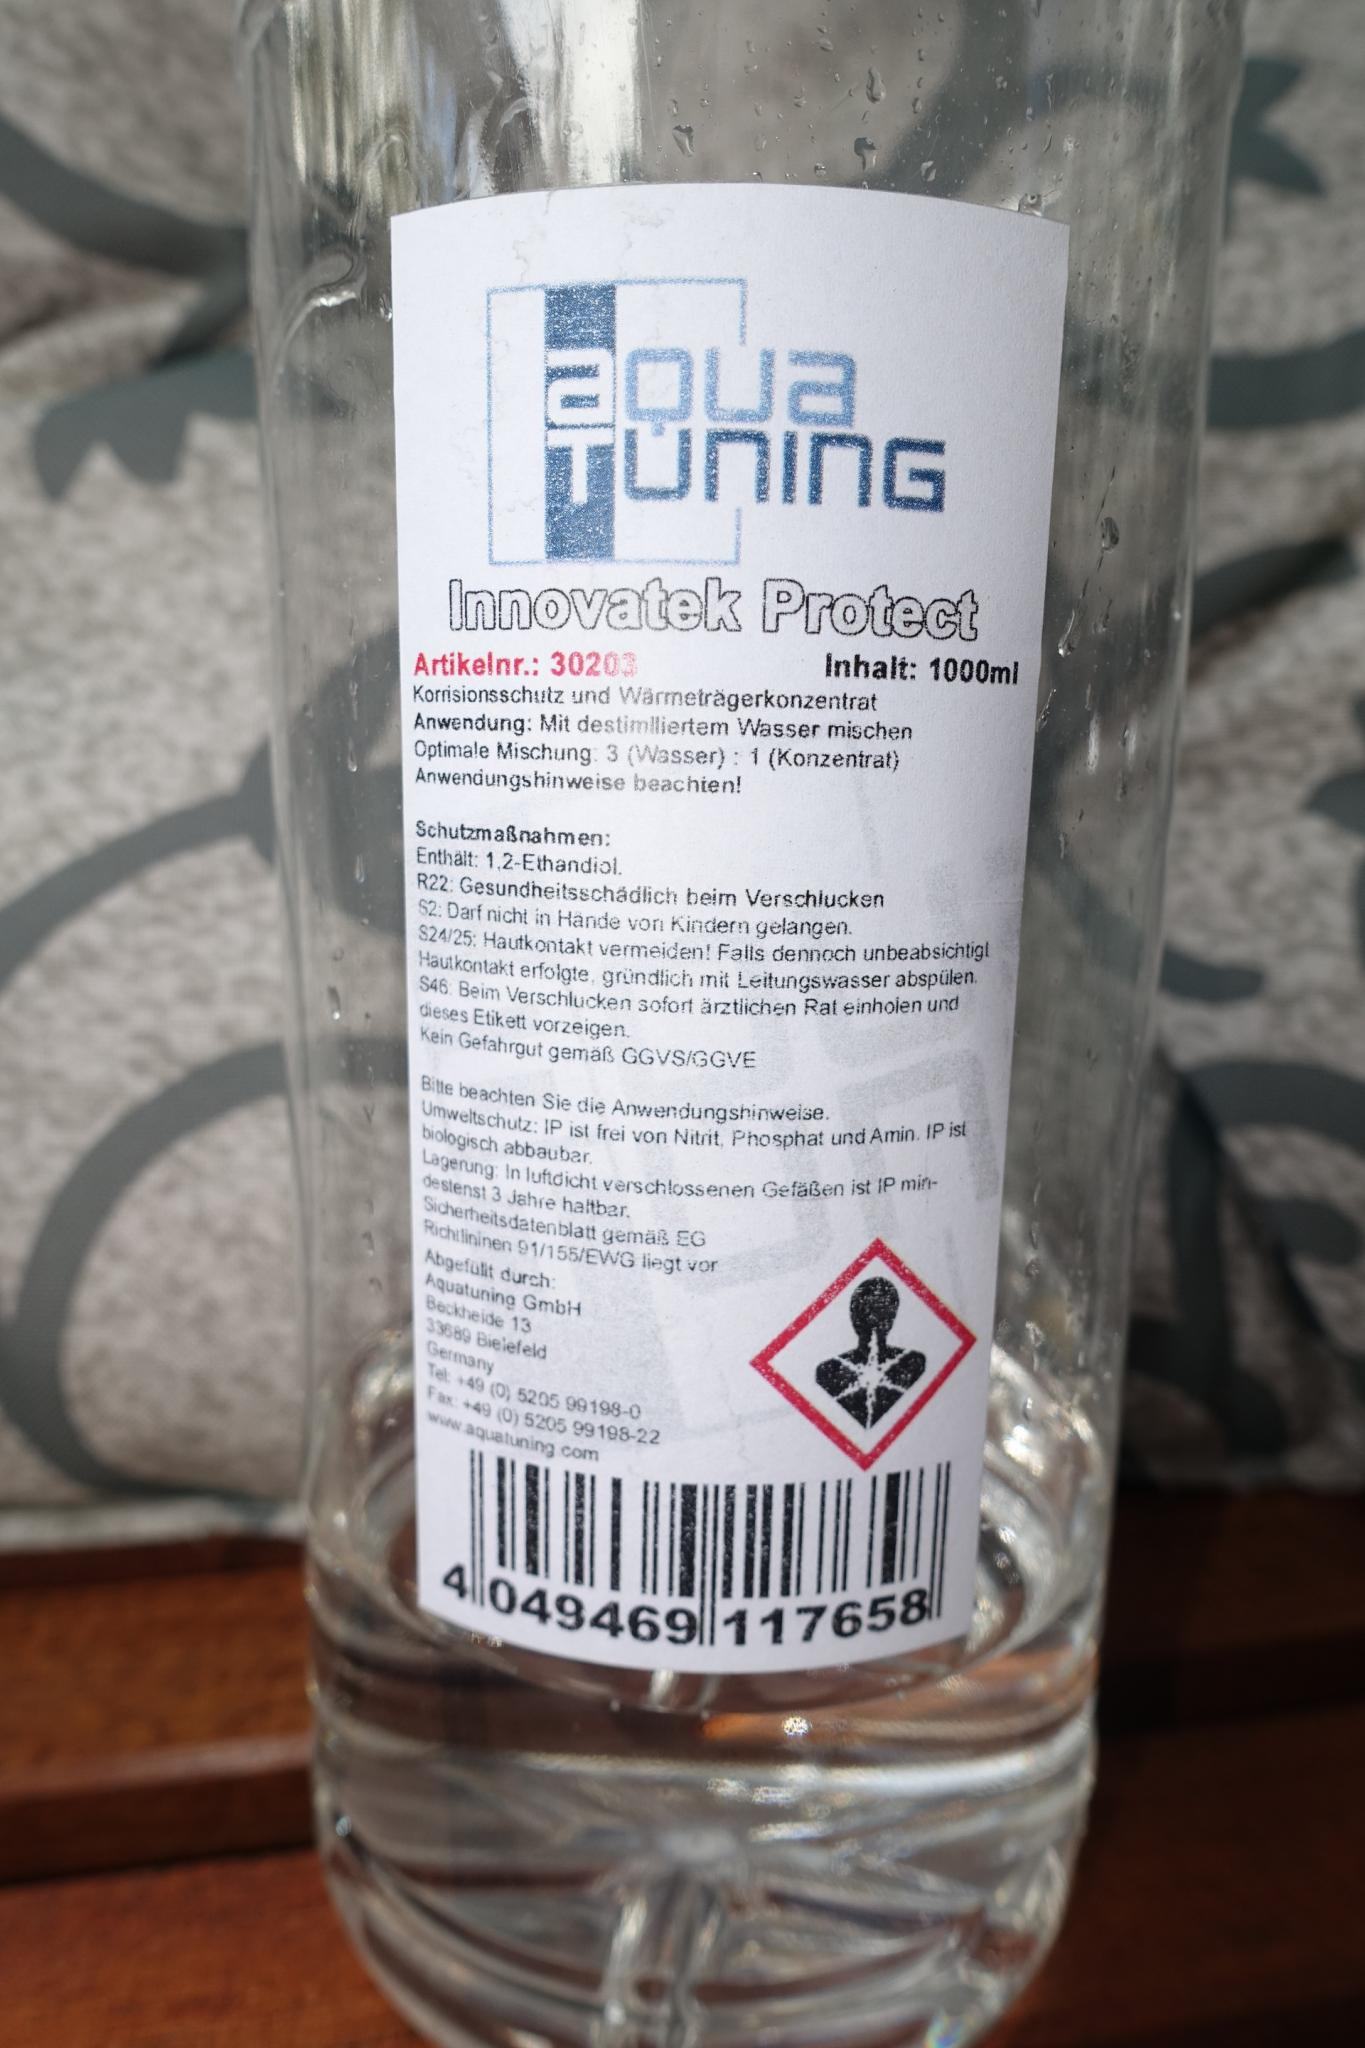 aqua
TUNING
Innovatek Protect
Artikelnr.: 30203
Inhalt: 1000ml
Korrisionsschutz und Wärmeträgerkonzentrat
Anwendung: Mit destimlliertem Wasser mischen
Optimale Mischung: 3 (Wasser) : 1 (Konzentrat)
Anwendungshinweise beachten!
Schutzmaßnahmen:
Enthält: 1,2-Ethandiol.
R22: Gesundheitsschädlich beim Verschlucken
S2: Darf nicht in Hände von Kindern gelangen.
S24/25: Hautkontakt vermeiden! Falls dennoch unbeabsichtigt
Hautkontakt erfolgte, gründlich mit Leitungswasser abspülen.
S46: Beim Verschlucken sofort ärztlichen Rat einholen und
dieses Etikett vorzeigen.
Kein Gefahrgut gemäß GGVS/GGVE
Bitte beachten Sie die Anwendungshinweise.
Umweltschutz: IP ist frei von Nitrit, Phosphat und Amin. IP ist
biologisch abbaubar.
Lagerung: In luftdicht verschlossenen Gefäßen ist IP min-
destenst 3 Jahre haltbar.
Sicherheitsdatenblatt gemäß EG
Richtlininen 91/155/EWG liegt vor
Abgefüllt durch:
Aquatuning GmbH
Beckheide 13
33689 Bielefeld
Germany
Tel: +49 (0) 5205 99198-0
Fax: +49 (0) 5205 99198-22
www.aquatuning.com
4 049469 117658